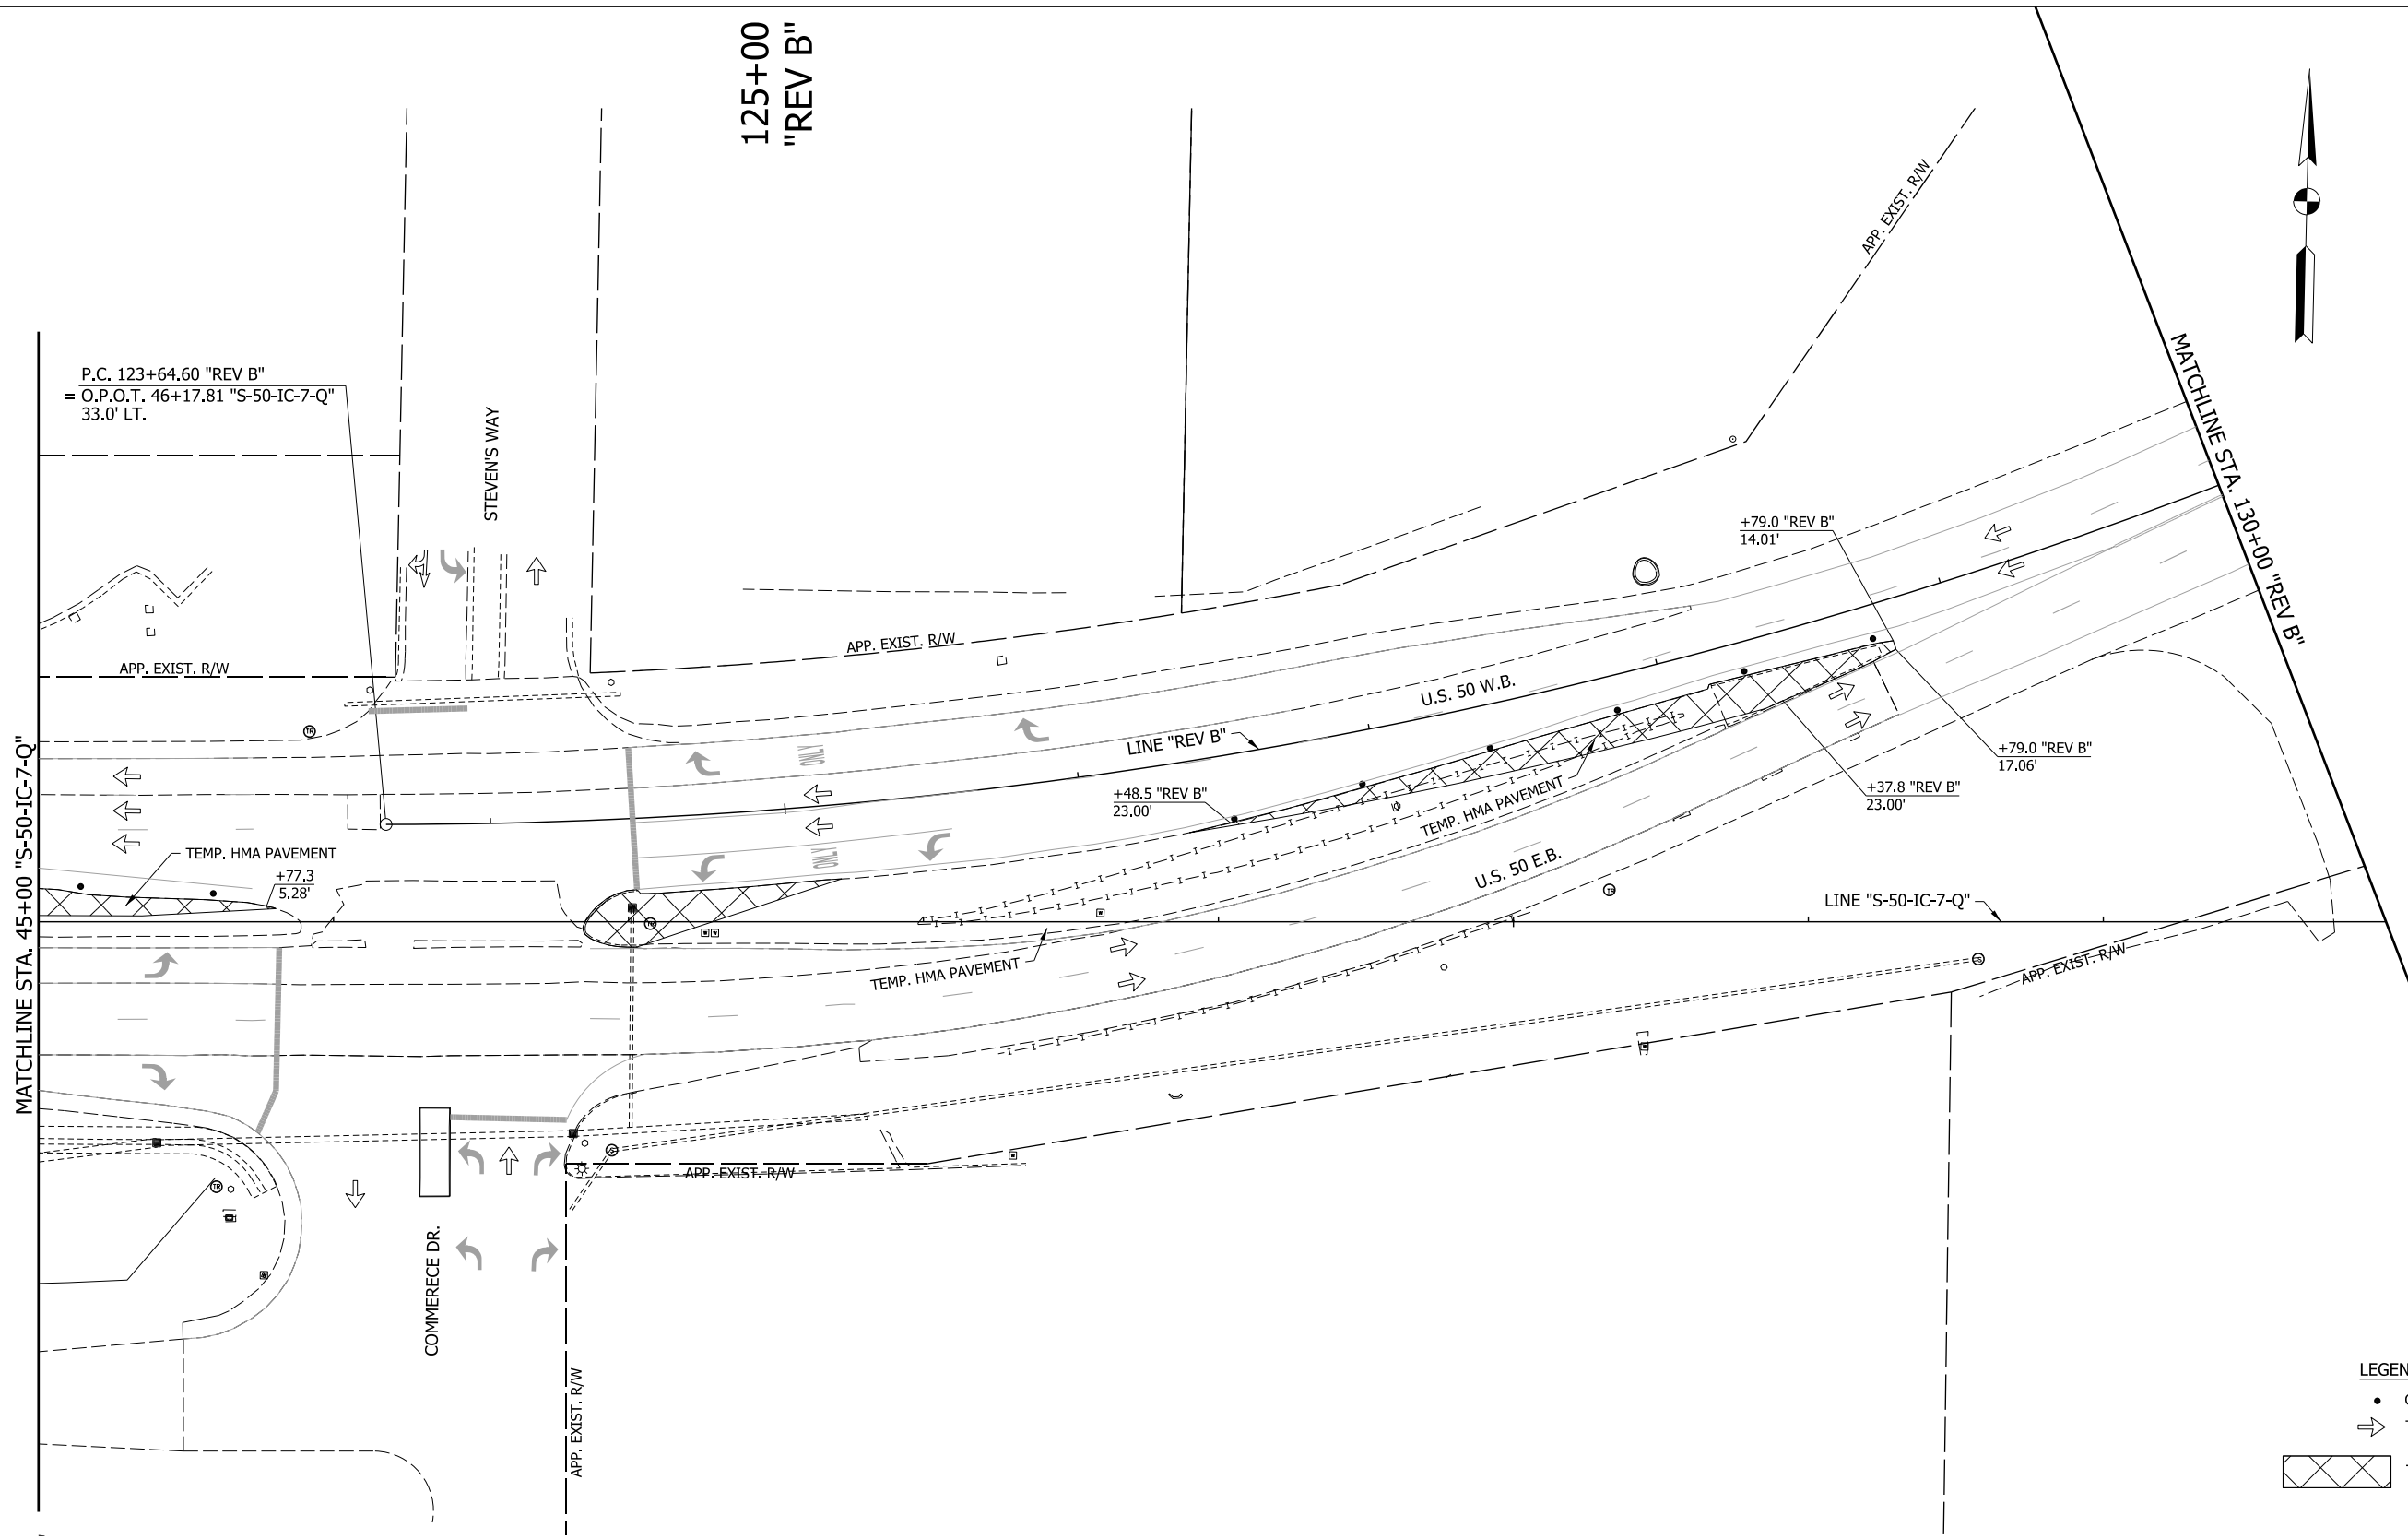 125+00
"REV B"
P.C. 123+64.60 "REV B"
= O.P.O.T. 46+17.81 "S-50-IC-7-Q"
33.0' LT.
STEVEN'S WAY
APP. EXIST. R/W
MATCHLINE STA. 130+00 "REV B"
+79.0 "REV B"
14.01'
APP. EXIST. R/W
APP. EXIST. R/W
U.S. 50 W.B.
LINE "REV B"
ONLY
+79.0 "REV B"
17.06'
+37.8 "REV B"
23.00'
+48.5 "REV B"
23.00'
TEMP. HMA PAVEMENT
TR
MATCHLINE STA. 45+00 "S-50-IC-7-Q"
TEMP. HMA PAVEMENT
+77.3
5.28'
ONLY
U.S. 50 E.B.
TR
TR
LINE "S-50-IC-7-Q"
TEMP. HMA PAVEMENT
APP. EXIST. R/W
APP. EXIST. R/W
TR
COMMERECE DR.
APP. EXIST. R/W